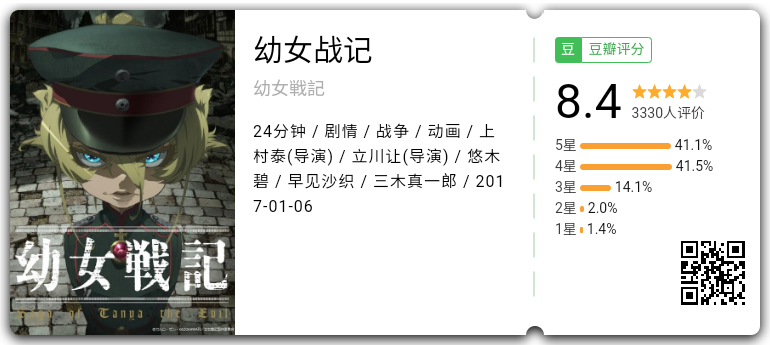 幼女戦記
Saga of Tanya the Evil
幼女战记
幼女戦記
24分钟 / 剧情 / 战争 / 动画 / 上
村泰(导演) / 立川让(导演) / 悠木
碧 / 早见沙织 / 三木真一郎 / 201
7-01-06
豆 豆瓣评分
8.4
3330人评价
5星 41.1%
4星 41.5%
3星 14.1%
2星 2.0%
1星 1.4%